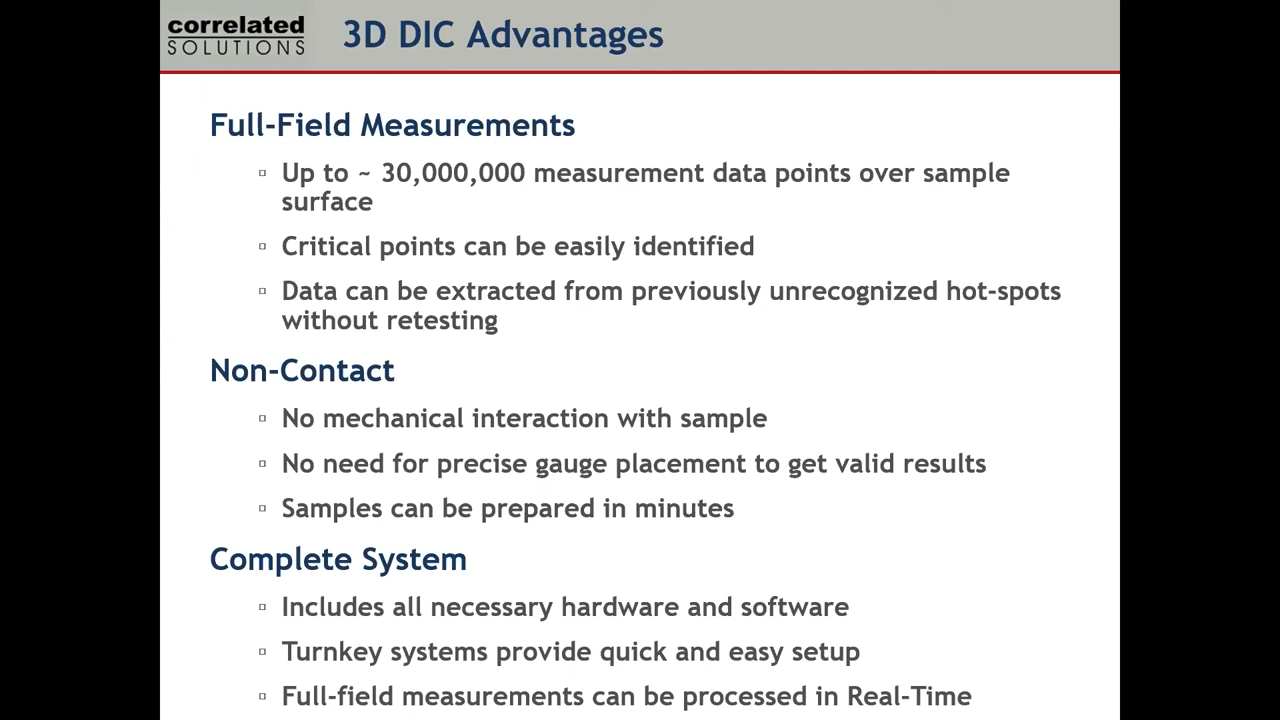 correlated
SOLUTIONS
3D DIC Advantages
Full-Field Measurements
Up to ~ 30,000,000 measurement data points over sample
surface
Critical points can be easily identified
Data can be extracted from previously unrecognized hot-spots
without retesting
Non-Contact
No mechanical interaction with sample
No need for precise gauge placement to get valid results
Samples can be prepared in minutes
Complete System
Includes all necessary hardware and software
Turnkey systems provide quick and easy setup
Full-field measurements can be processed in Real-Time